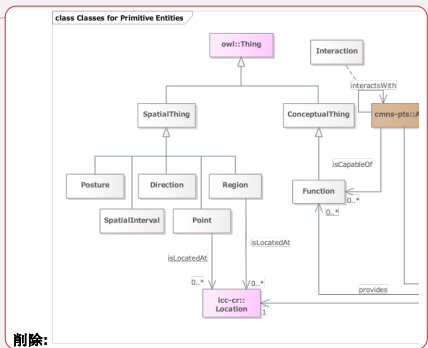 class Classes for Primitive Entities
owl::Thing
Interaction
interactsWith
SpatialThing
ConceptualThing
cmns-pts::A
isCapableOf
Posture
Direction
Region
Function
0..*
SpatialInterval
Point
0..*
isLocatedAt
isLocatedAt
0..*
0..*
provides
lcc-cr::
Location
1
削除: